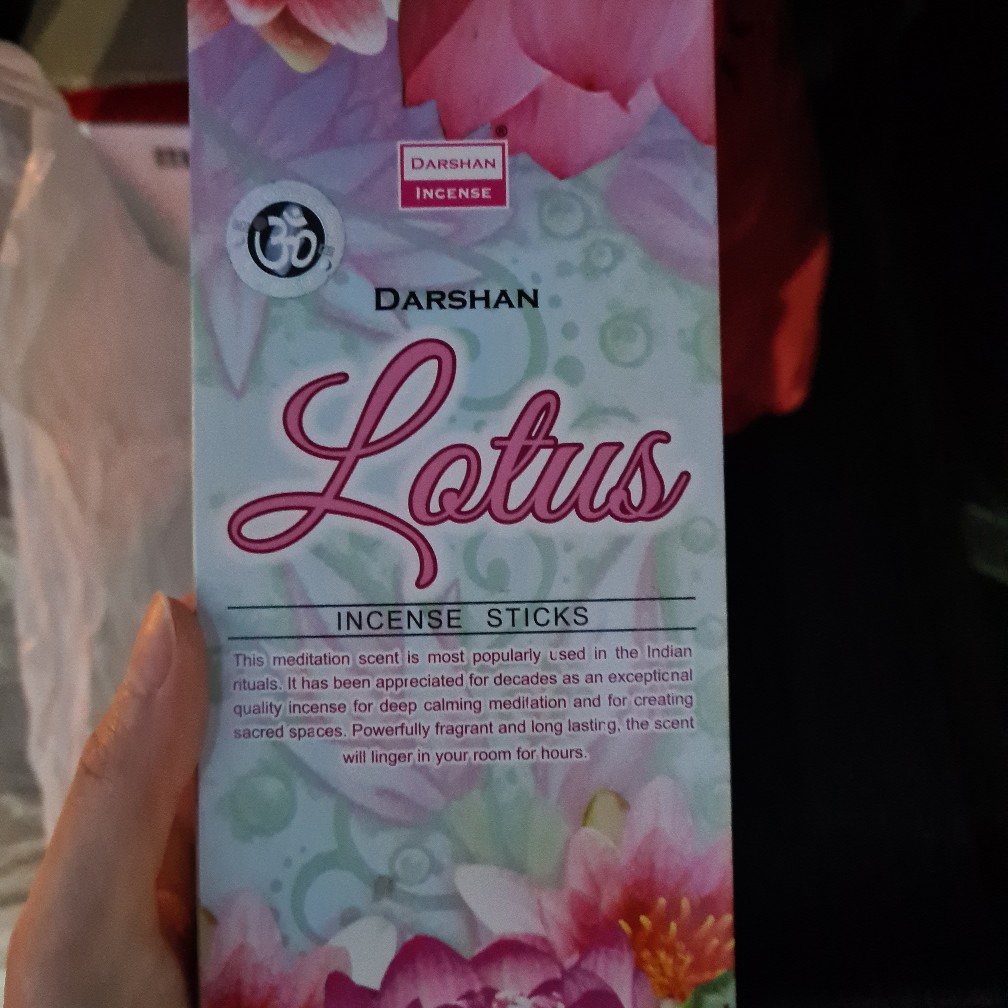 ®
DARSHAN
INCENSE
ॐ
DARSHAN
Lotus
INCENSE STICKS
This meditation scent is most popularly used in the Indian
rituals. It has been appreciated for decades as an exceptional
quality incense for deep calming meditation and for creating
sacred spaces. Powerfully fragrant and long lasting, the scent
will linger in your room for hours.